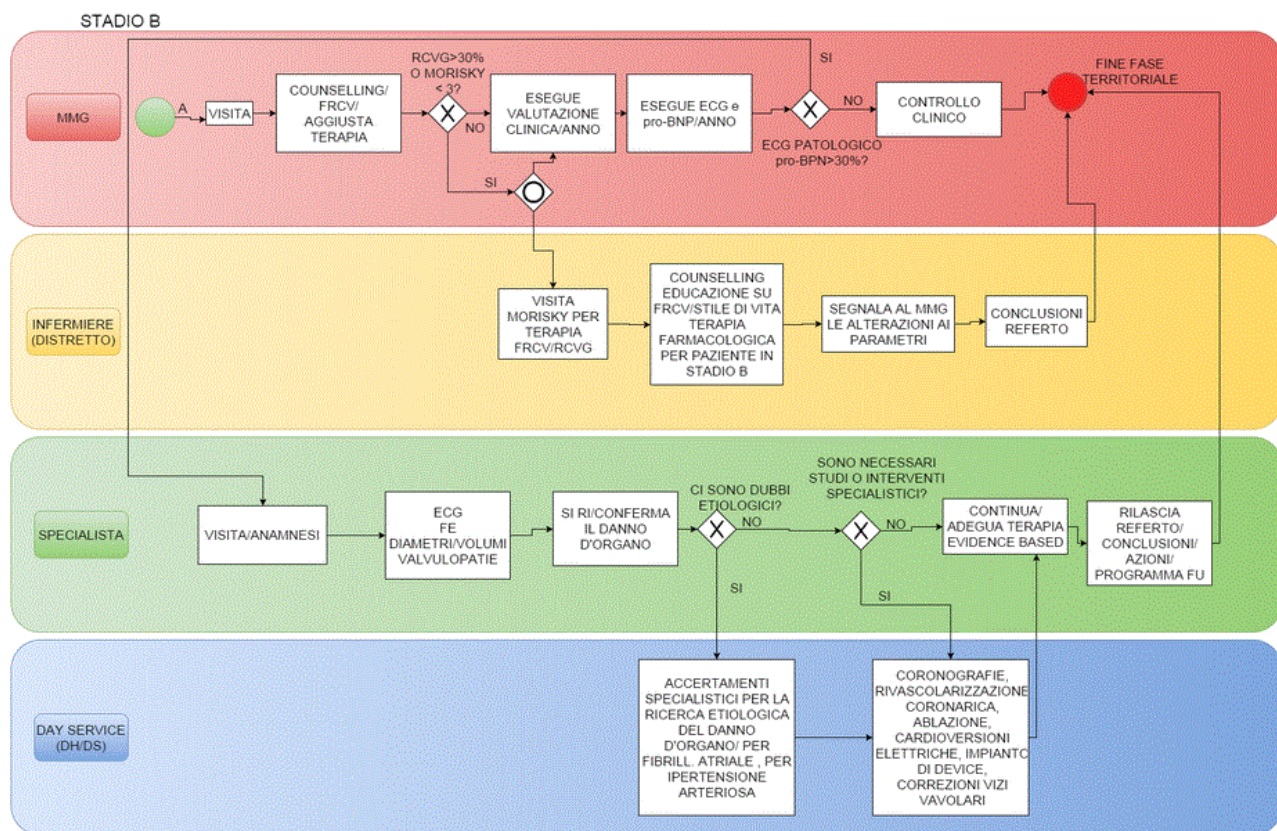 STADIO B
MMG
A
VISITA
COUNSELLING/
FRCV/
AGGIUSTA
TERAPIA
RCVG>30%
O MORISKY
< 3?
X
NO
SI
ESEGUE
VALUTAZIONE
CLINICA/ANNO
ESEGUE ECG e
pro-BNP/ANNO
SI
X
NO
ECG PATOLOGICO
pro-BPN>30%?
CONTROLLO
CLINICO
FINE FASE
TERRITORIALE
INFERMIERE
(DISTRETTO)
VISITA
MORISKY PER
TERAPIA
FRCV/RCVG
COUNSELLING
EDUCAZIONE SU
FRCV/STILE DI VITA
TERAPIA
FARMACOLOGICA
PER PAZIENTE IN
STADIO B
SEGNALA AL MMG
LE ALTERAZIONI AI
PARAMETRI
CONCLUSIONI
REFERTO
SPECIALISTA
VISITA/ANAMNESI
ECG
FE
DIAMETRI/VOLUMI
VALVULOPATIE
SI RI/CONFERMA
IL DANNO
D'ORGANO
CI SONO DUBBI
ETIOLOGICI?
X
NO
SI
SONO NECESSARI
STUDI O INTERVENTI
SPECIALISTICI?
X
NO
SI
CONTINUA/
ADEGUA TERAPIA
EVIDENCE BASED
RILASCIA
REFERTO/
CONCLUSIONI/
AZIONI/
PROGRAMMA FU
DAY SERVICE
(DH/DS)
ACCERTAMENTI
SPECIALISTICI PER LA
RICERCA ETIOLOGICA
DEL DANNO
D'ORGANO/ PER
FIBRILL. ATRIALE , PER
IPERTENSIONE
ARTERIOSA
CORONOGRAFIE,
RIVASCOLARIZZAZIONE
CORONARICA,
ABLAZIONE,
CARDIOVERSIONI
ELETTRICHE, IMPIANTO
DI DEVICE,
CORREZIONI VIZI
VAVOLARI